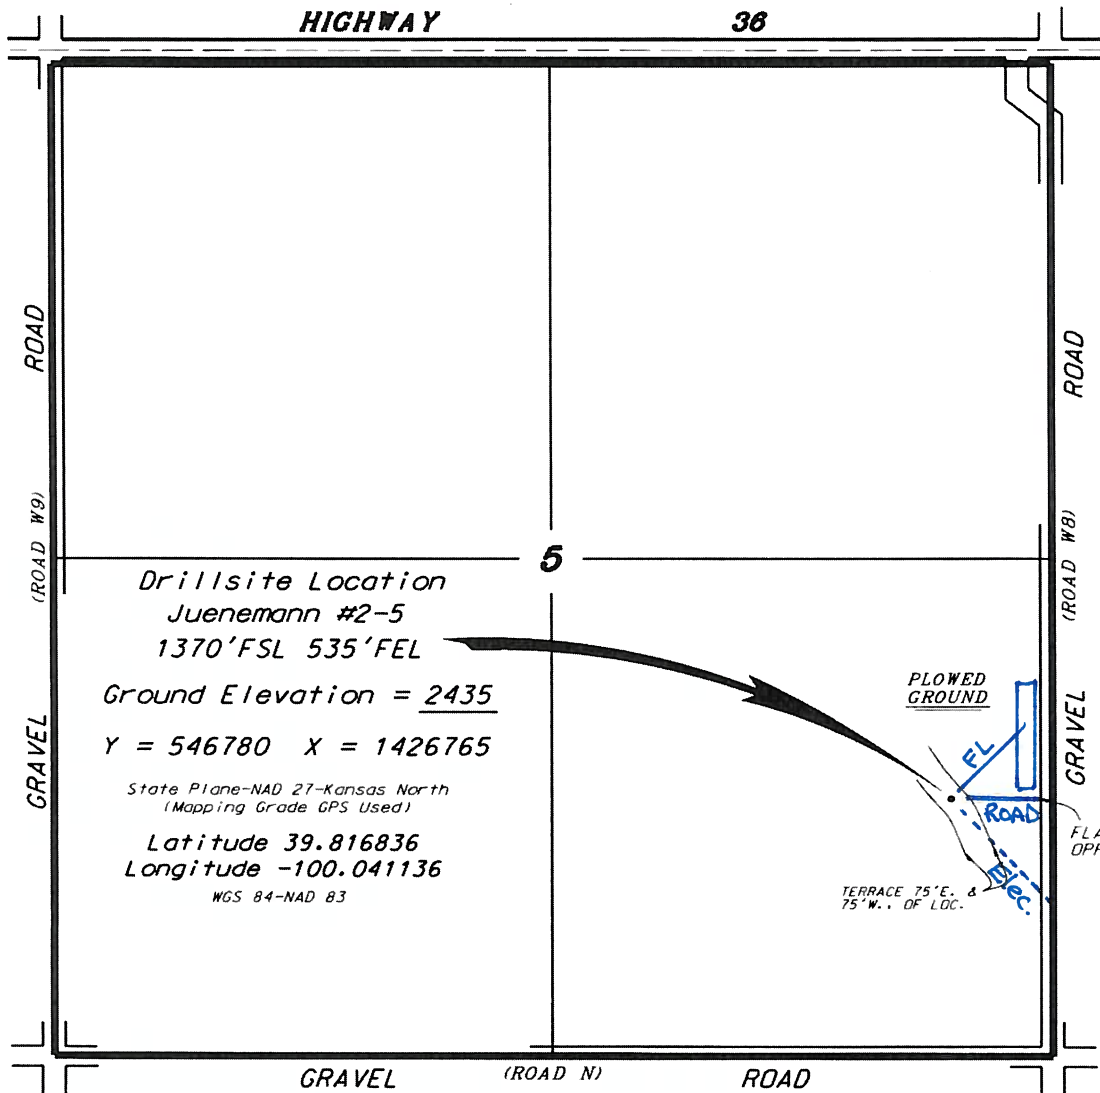 HIGHWAY 36
ROAD
ROAD
(ROAD W9)
(ROAD W8)
5
Drillsite Location
Juenemann #2-5
1370'FSL 535'FEL
Ground Elevation = 2435
Y = 546780 X = 1426765
State Plane-NAD 27-Kansas North
(Mapping Grade GPS Used)
Latitude 39.816836
Longitude -100.041136
WGS 84-NAD 83
PLOWED
GROUND
GRAVEL
GRAVEL
FL
ROAD
Elec.
TERRACE 75'E. &
75'W.. OF LOC.
GRAVEL (ROAD N) ROAD